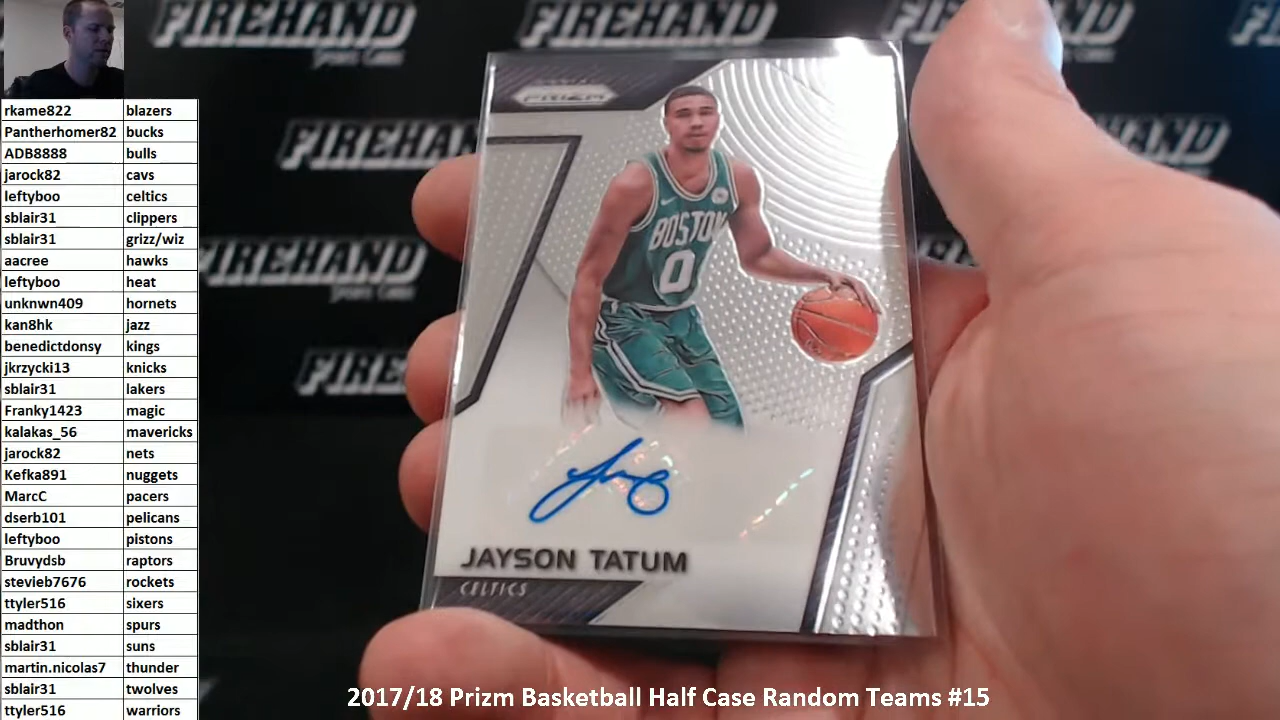 FIREHAND
FIREHAND
FIREHAND
Sports Cards
FIREHAND
FIREHAND
Sports Cards
FIREHAND
rkame822 blazers
Pantherhomer82 bucks
ADB8888 bulls
jarock82 cavs
leftyboo celtics
sblair31 clippers
sblair31 grizz/wiz
aacree hawks
leftyboo heat
unknwn409 hornets
kan8hk jazz
benedictdonsy kings
jkrzycki13 knicks
sblair31 lakers
Franky1423 magic
kalakas_56 mavericks
jarock82 nets
Kefka891 nuggets
MarcC pacers
dserb101 pelicans
leftyboo pistons
Bruvydsb raptors
stevieb7676 rockets
ttyler516 sixers
madthon spurs
sblair31 suns
martin.nicolas7 thunder
sblair31 twolves
ttyler516 warriors
PRIZM
BOSTON
0
JAYSON TATUM
CELTICS
2017/18 Prizm Basketball Half Case Random Teams #15